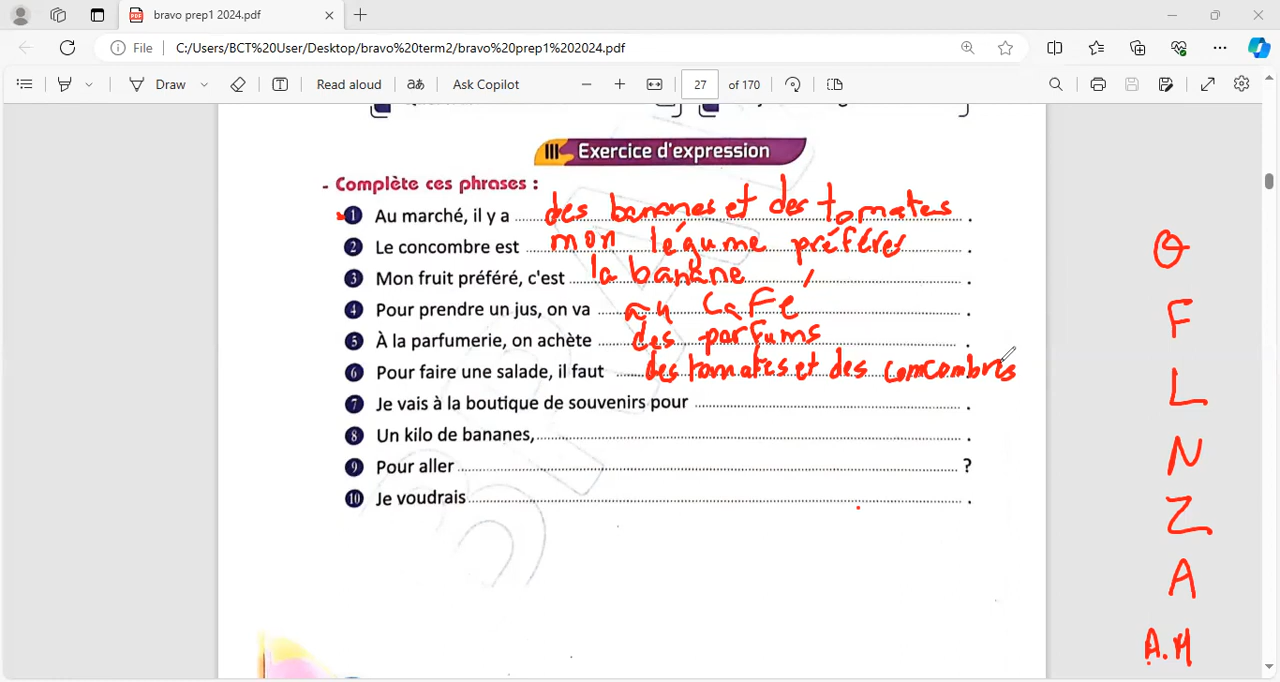 bravo prep1 2024.pdf
File C:/Users/BCT%20User/Desktop/bravo%20term2/bravo%20prep1%202024.pdf
Draw Read aloud aあ Ask Copilot 27 of 170
III Exercice d'expression
- Complète ces phrases :
1 Au marché, il y a des bananes et des tomates .
2 Le concombre est mon légume préféres .
3 Mon fruit préféré, c'est la banane .
4 Pour prendre un jus, on va au café .
5 À la parfumerie, on achète des parfums .
6 Pour faire une salade, il faut des tomates et des concombres
7 Je vais à la boutique de souvenirs pour .
8 Un kilo de bananes, .
9 Pour aller ?
10 Je voudrais .
F
L
N
Z
A
A.M